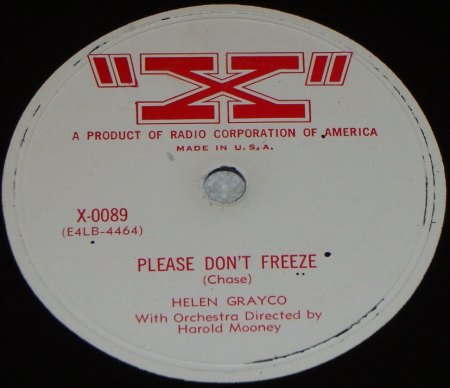 "X"
A PRODUCT OF RADIO CORPORATION OF AMERICA
MADE IN U.S.A.
X-0089
(E4LB-4464)
PLEASE DON'T FREEZE
(Chase)
HELEN GRAYCO
With Orchestra Directed by
Harold Mooney